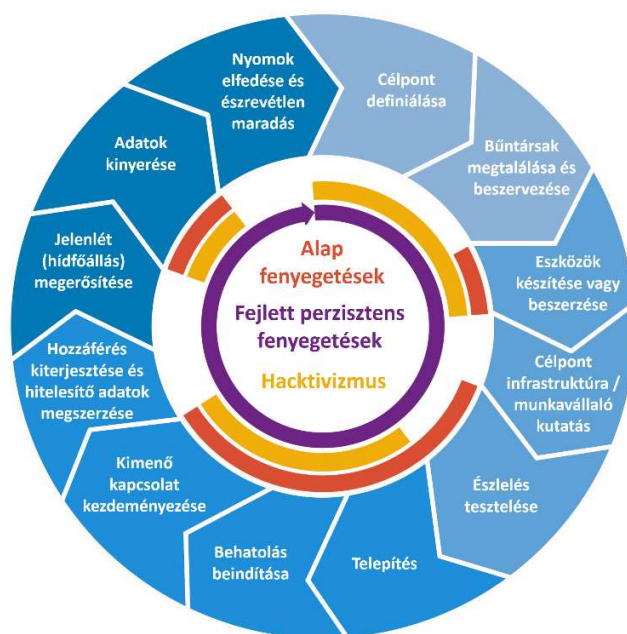 Célpont
definiálása
Bűntársak
megtalálása és
beszervezése
Eszközök
készítése vagy
beszerzése
Célpont
infrastruktúra /
munkavállaló
kutatás
Észlelés
tesztelése
Telepítés
Behatolás
beindítása
Kimenő
kapcsolat
kezdeményezése
Hozzáférés
kiterjesztése és
hitelesítő adatok
megszerzése
Jelenlét
(hídfőállás)
megerősítése
Adatok
kinyerése
Nyomok
elfedése és
észrevétlen
maradás
Alap
fenyegetések
Fejlett perzisztens
fenyegetések
Hacktivizmus